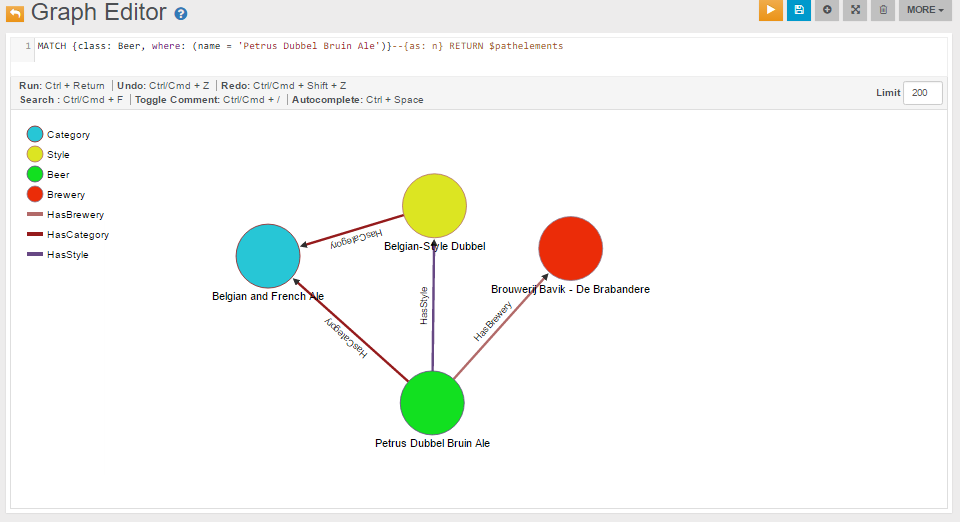 Graph Editor ?
MORE
1 MATCH {class: Beer, where: (name = 'Petrus Dubbel Bruin Ale')}--{as: n} RETURN $pathelements
Run: Ctrl + Return | Undo: Ctrl/Cmd + Z | Redo: Ctrl/Cmd + Shift + Z
Search : Ctrl/Cmd + F | Toggle Comment: Ctrl/Cmd + / | Autocomplete: Ctrl + Space
Limit 200
Category
Style
Beer
Brewery
HasBrewery
HasCategory
HasStyle
HasCategory
Belgian-Style Dubbel
Brouwerij Bavik - De Brabandere
Belgian and French Ale
HasStyle
HasBrewery
HasCategory
Petrus Dubbel Bruin Ale